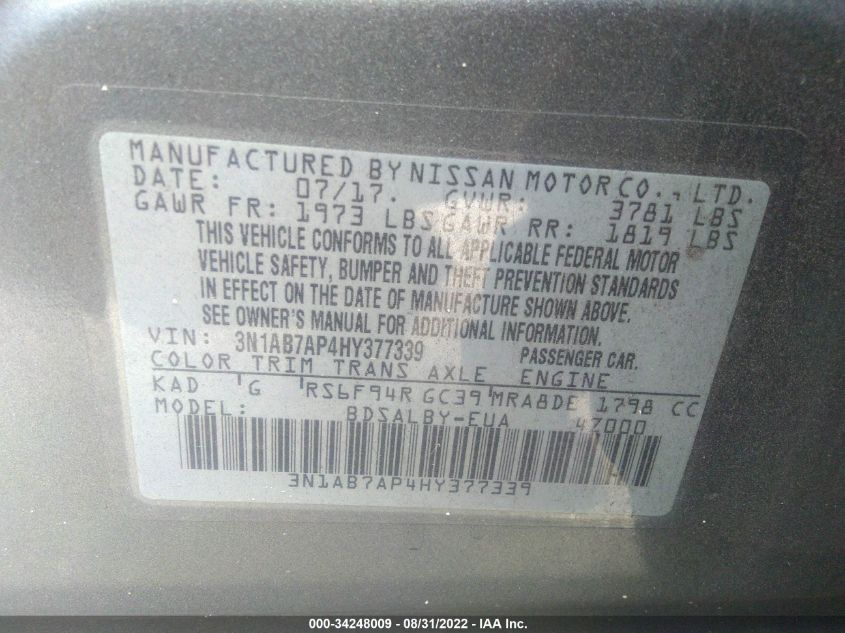 MANUFACTURED BY NISSAN MOTOR CO., LTD.
DATE: 07/17. GVWR: 3781 LBS
GAWR FR: 1973 LBS GAWR RR: 1819 LBS
THIS VEHICLE CONFORMS TO ALL APPLICABLE FEDERAL MOTOR
VEHICLE SAFETY, BUMPER AND THEFT PREVENTION STANDARDS
IN EFFECT ON THE DATE OF MANUFACTURE SHOWN ABOVE.
SEE OWNER'S MANUAL FOR ADDITIONAL INFORMATION.
VIN: 3N1AB7AP4HY377339 PASSENGER CAR.
COLOR TRIM TRANS AXLE ENGINE
KAD G RS6F94R GC39 MRA8DE 1798 CC
MODEL: BDSALBY-EUA 47000
3N1AB7AP4HY377339
000-34248009 - 08/31/2022 - IAA Inc.